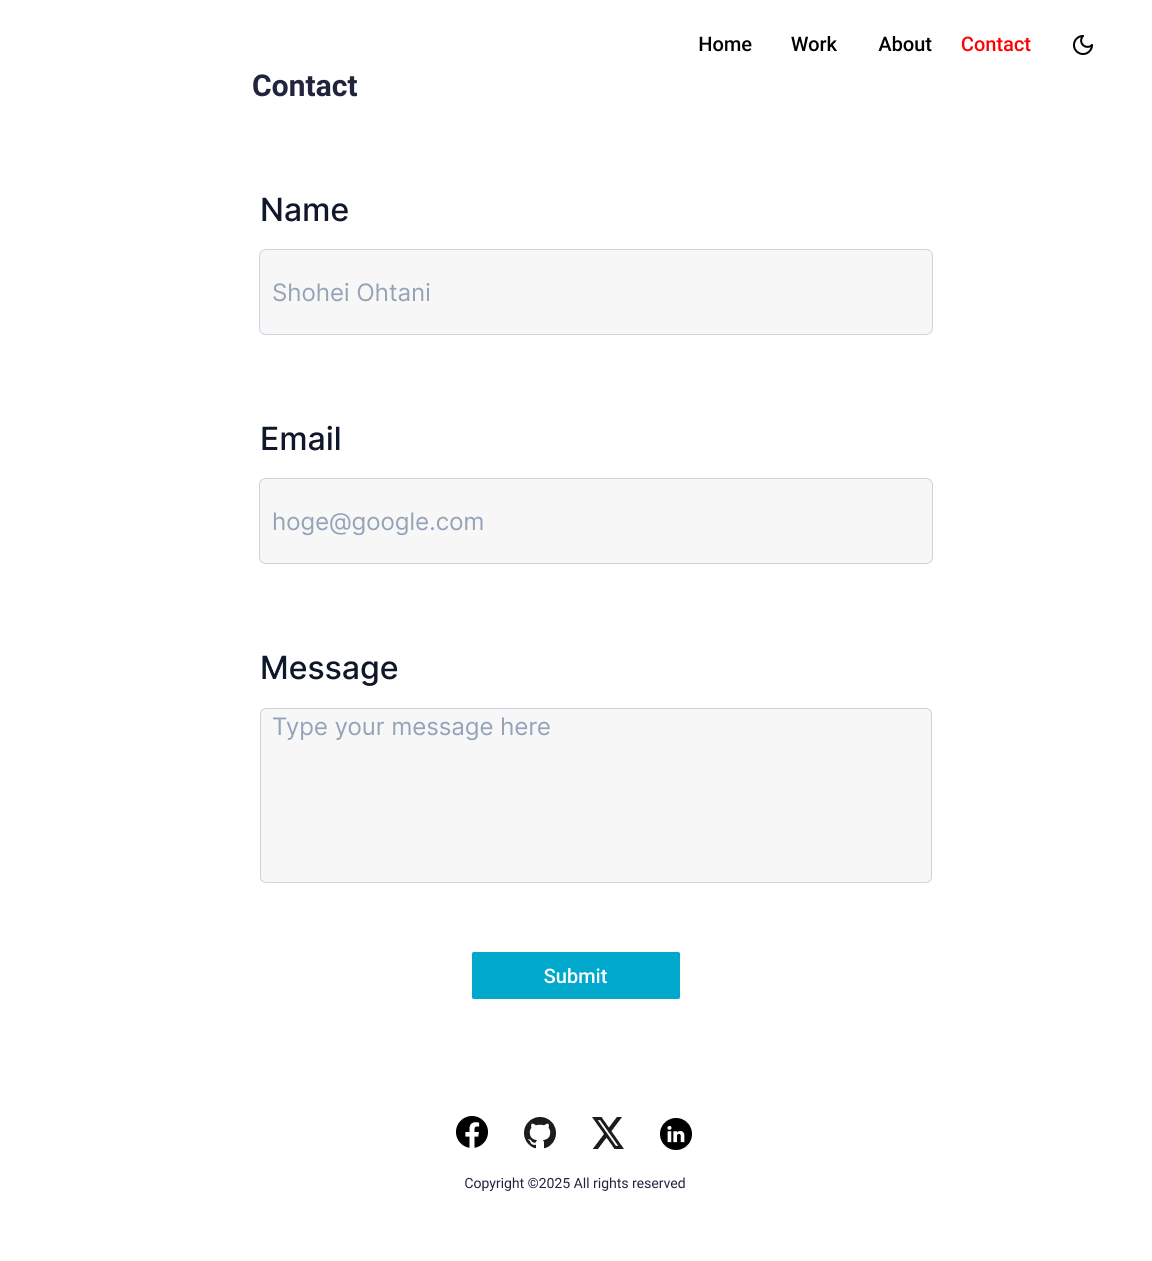 Home Work About Contact
Contact
Name
Shohei Ohtani
Email
hoge@google.com
Message
Type your message here
Submit
Copyright ©2025 All rights reserved